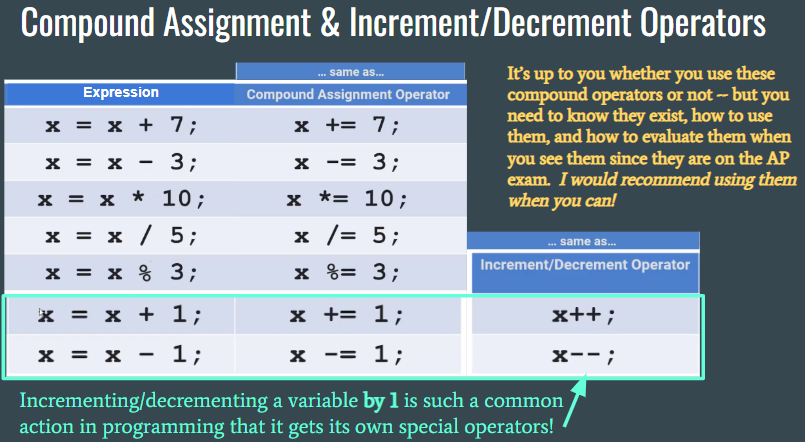 Compound Assignment & Increment/Decrement Operators
... same as...
Expression
Compound Assignment Operator
x = x + 7;
x += 7;
x = x - 3;
x -= 3;
x = x * 10;
x *= 10;
x = x / 5;
x /= 5;
x = x % 3;
x %= 3;
x = x + 1;
x += 1;
x = x - 1;
x -= 1;
It's up to you whether you use these
compound operators or not -- but you
need to know they exist, how to use
them, and how to evaluate them when
you see them since they are on the AP
exam. I would recommend using them
when you can!
... same as...
Increment/Decrement Operator
x++;
x--;
Incrementing/decrementing a variable by 1 is such a common
action in programming that it gets its own special operators!